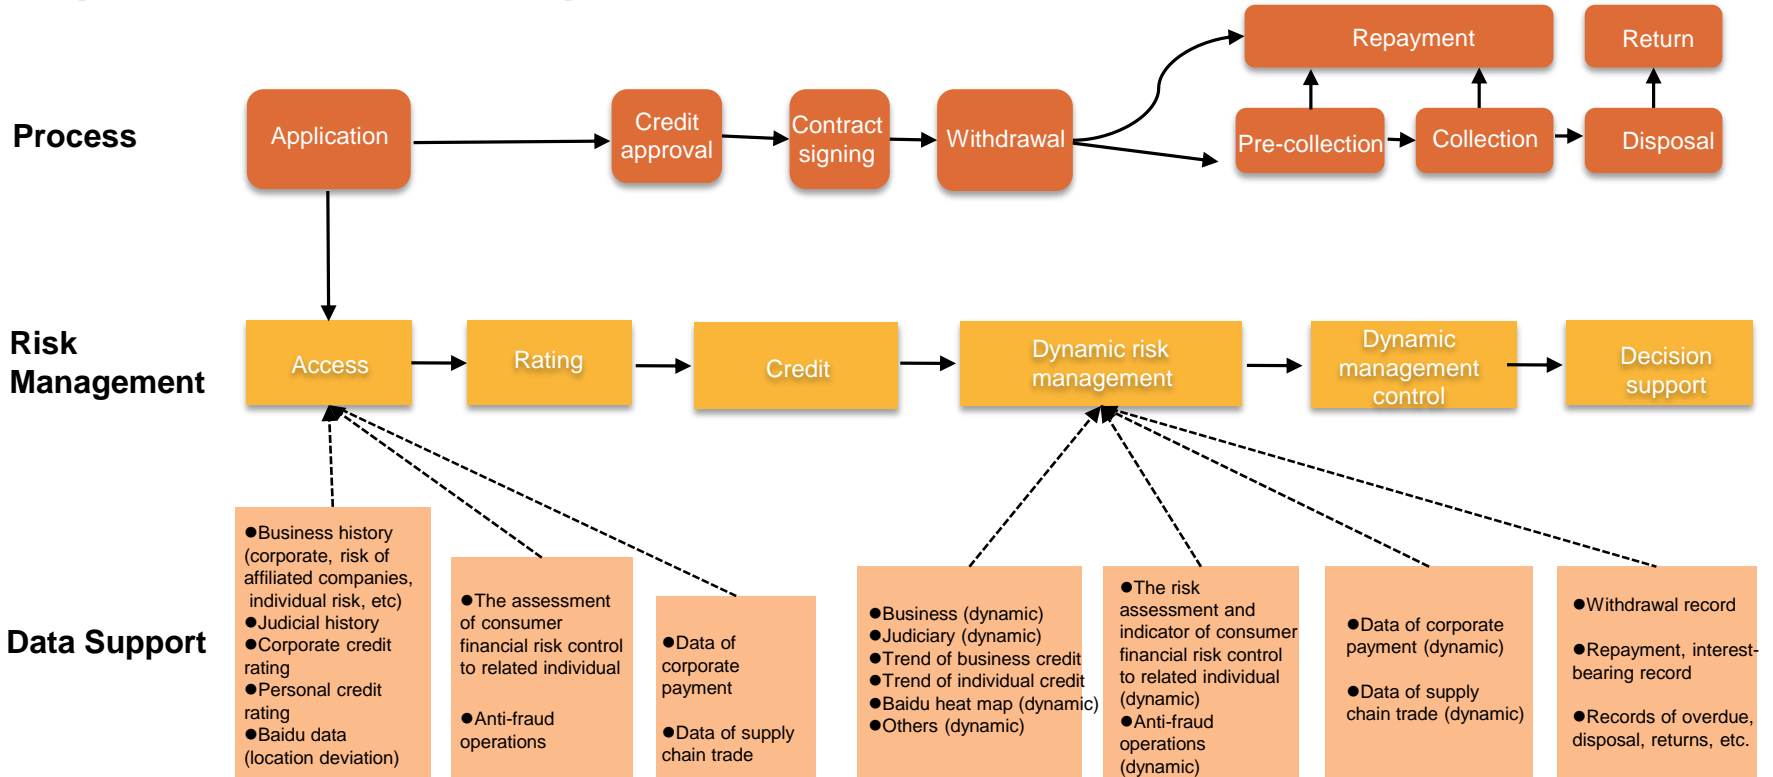 Repayment
Return
Process
Application
Credit
approval
Contract
signing
Withdrawal
Pre-collection
Collection
Disposal
Risk
Management
Access
Rating
Credit
Dynamic risk
management
Dynamic
management
control
Decision
support
Data Support
●Business history
(corporate, risk of
affiliated companies,
individual risk, etc)
●Judicial history
●Corporate credit
rating
●Personal credit
rating
●Baidu data
(location deviation)
●The assessment
of consumer
financial risk control
to related individual
●Anti-fraud
operations
●Data of
corporate
payment
●Data of supply
chain trade
●Business (dynamic)
●Judiciary (dynamic)
●Trend of business credit
●Trend of individual credit
●Baidu heat map (dynamic)
●Others (dynamic)
●The risk
assessment and
indicator of consumer
financial risk control
to related individual
(dynamic)
●Anti-fraud
operations
(dynamic)
●Data of corporate
payment (dynamic)
●Data of supply
chain trade (dynamic)
●Withdrawal record
●Repayment, interest-
bearing record
●Records of overdue,
disposal, returns, etc.